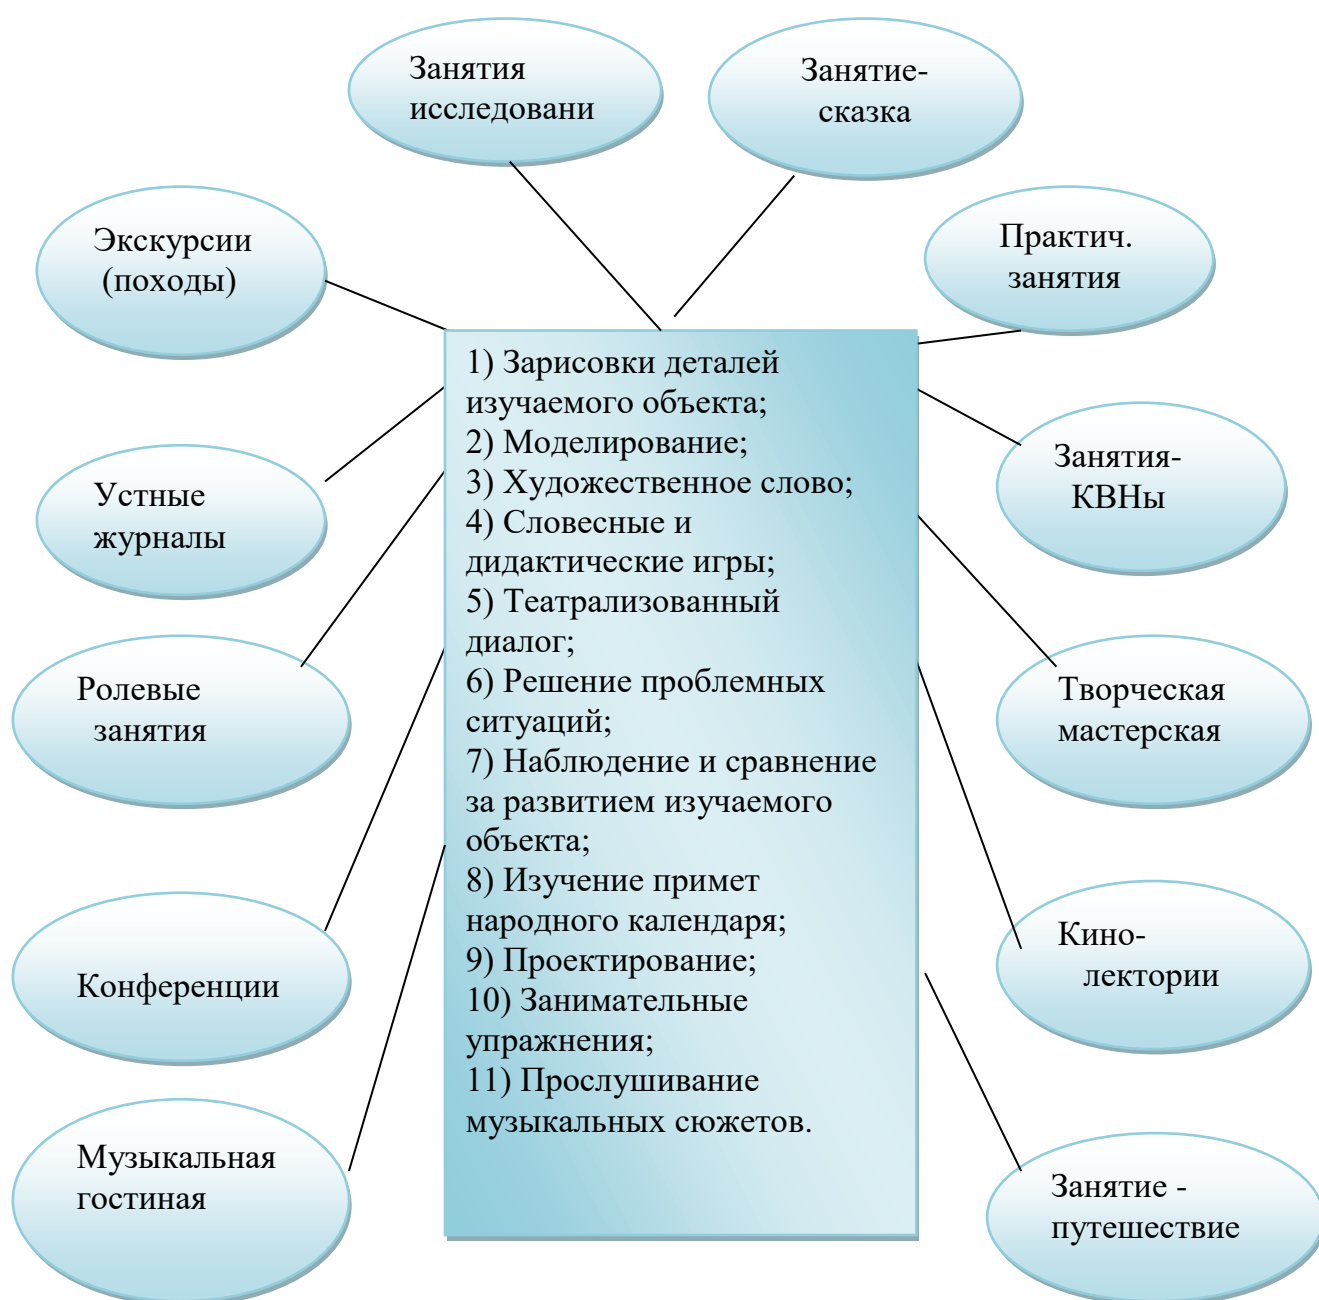 Занятия
исследовани
Занятие-
сказка
Экскурсии
(походы)
Практич.
занятия
1) Зарисовки деталей
изучаемого объекта;
2) Моделирование;
3) Художественное слово;
4) Словесные и
дидактические игры;
5) Театрализованный
диалог;
6) Решение проблемных
ситуаций;
7) Наблюдение и сравнение
за развитием изучаемого
объекта;
8) Изучение примет
народного календаря;
9) Проектирование;
10) Занимательные
упражнения;
11) Прослушивание
музыкальных сюжетов.
Устные
журналы
Занятия-
КВНы
Ролевые
занятия
Творческая
мастерская
Конференции
Кино-
лектории
Музыкальная
гостиная
Занятие -
путешествие